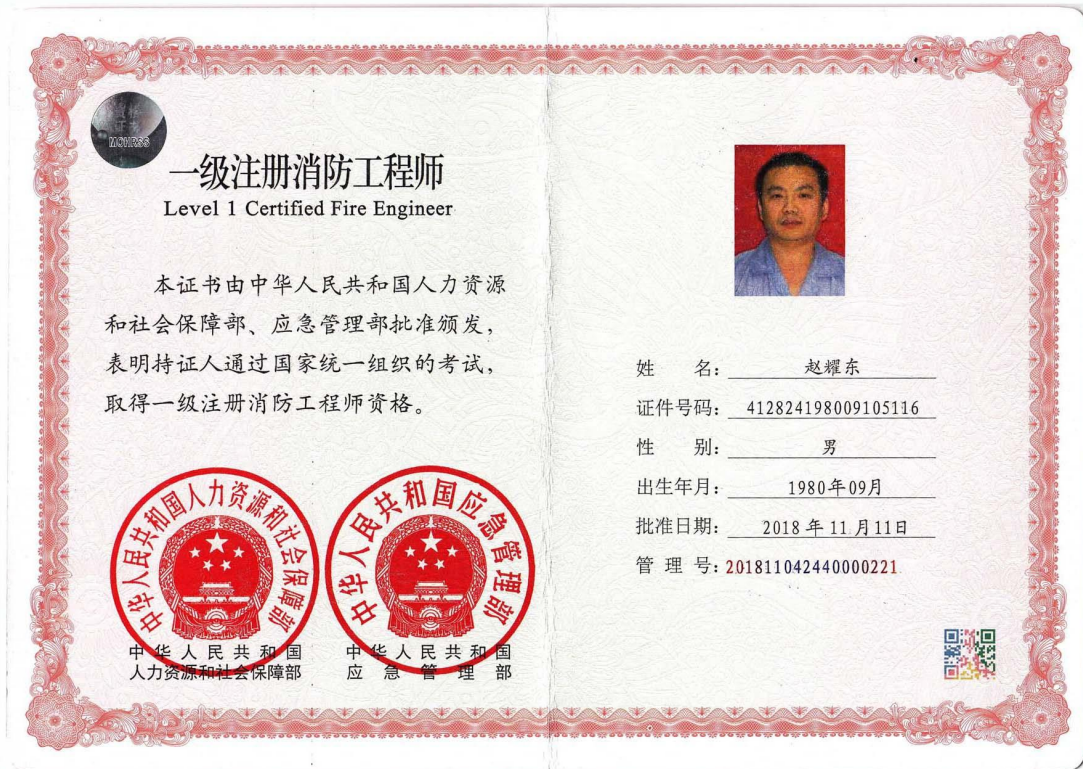 MOHRSS
一级注册消防工程师
Level 1 Certified Fire Engineer
本证书由中华人民共和国人力资源
和社会保障部、应急管理部批准颁发，
表明持证人通过国家统一组织的考试，
取得一级注册消防工程师资格。
中华人民共和国人力资源和社会保障部
中华人民共和国应急管理部
中华人民共和国
人力资源和社会保障部
中华人民共和国
应急管理部
姓名：赵耀东
证件号码：412824198009105116
性别：男
出生年月：1980年09月
批准日期：2018年11月11日
管理号：201811042440000221